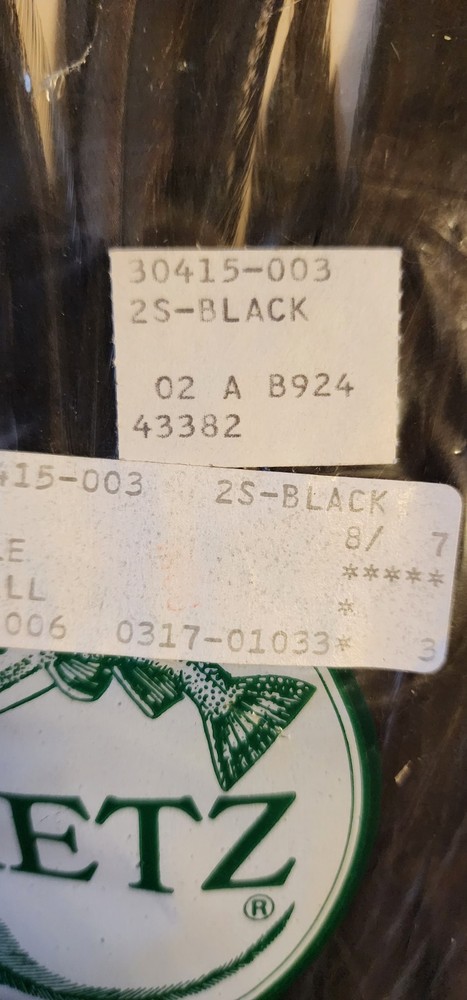 30415-003
2S-BLACK
02 A B924
43382
415-003 2S-BLACK
8/ 7
LE
*****
LL
*
006 0317-01033* 3
ETZ
®